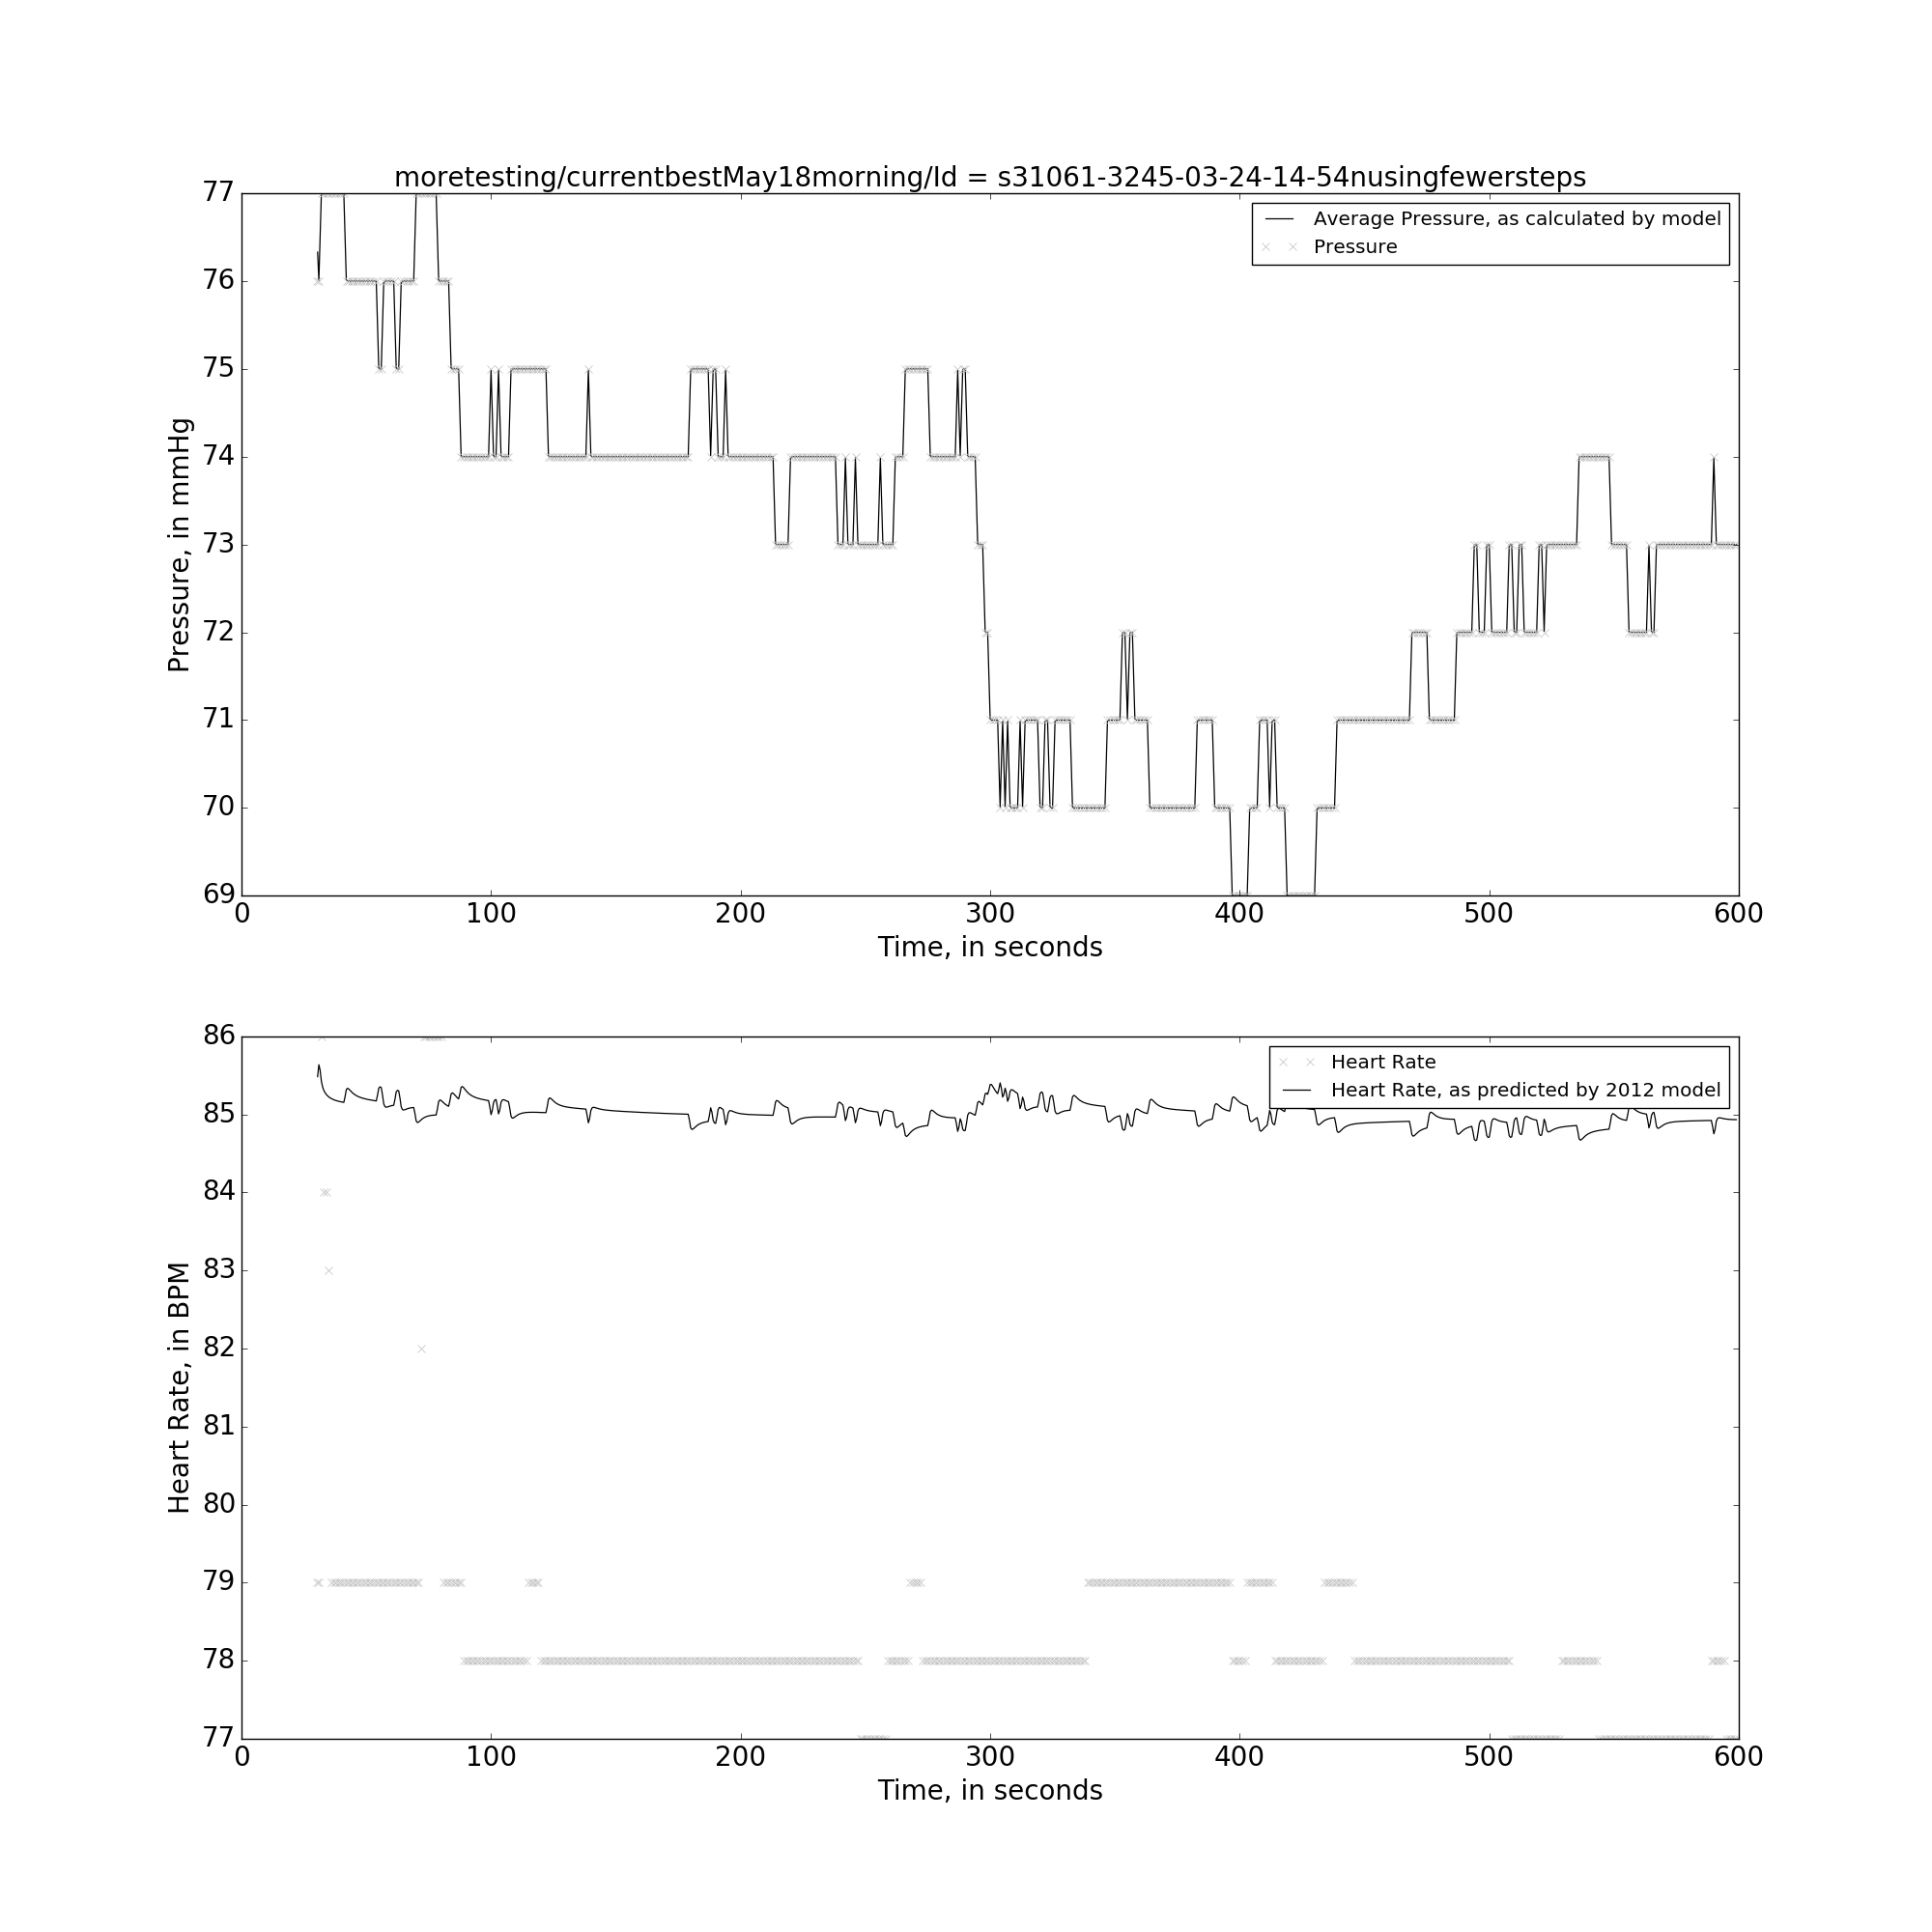 moretesting/currentbestMay18morning/Id = s31061-3245-03-24-14-54nusingfewersteps
77
76
75
74
73
72
71
70
69
Pressure, in mmHg
Average Pressure, as calculated by model
Pressure
0 100 200 300 400 500 600
Time, in seconds
86
85
84
83
82
81
80
79
78
77
Heart Rate, in BPM
Heart Rate
Heart Rate, as predicted by 2012 model
0 100 200 300 400 500 600
Time, in seconds